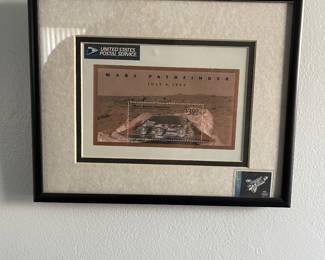 UNITED STATES
POSTAL SERVICE
MARS PATHFINDER
JULY 4, 1997